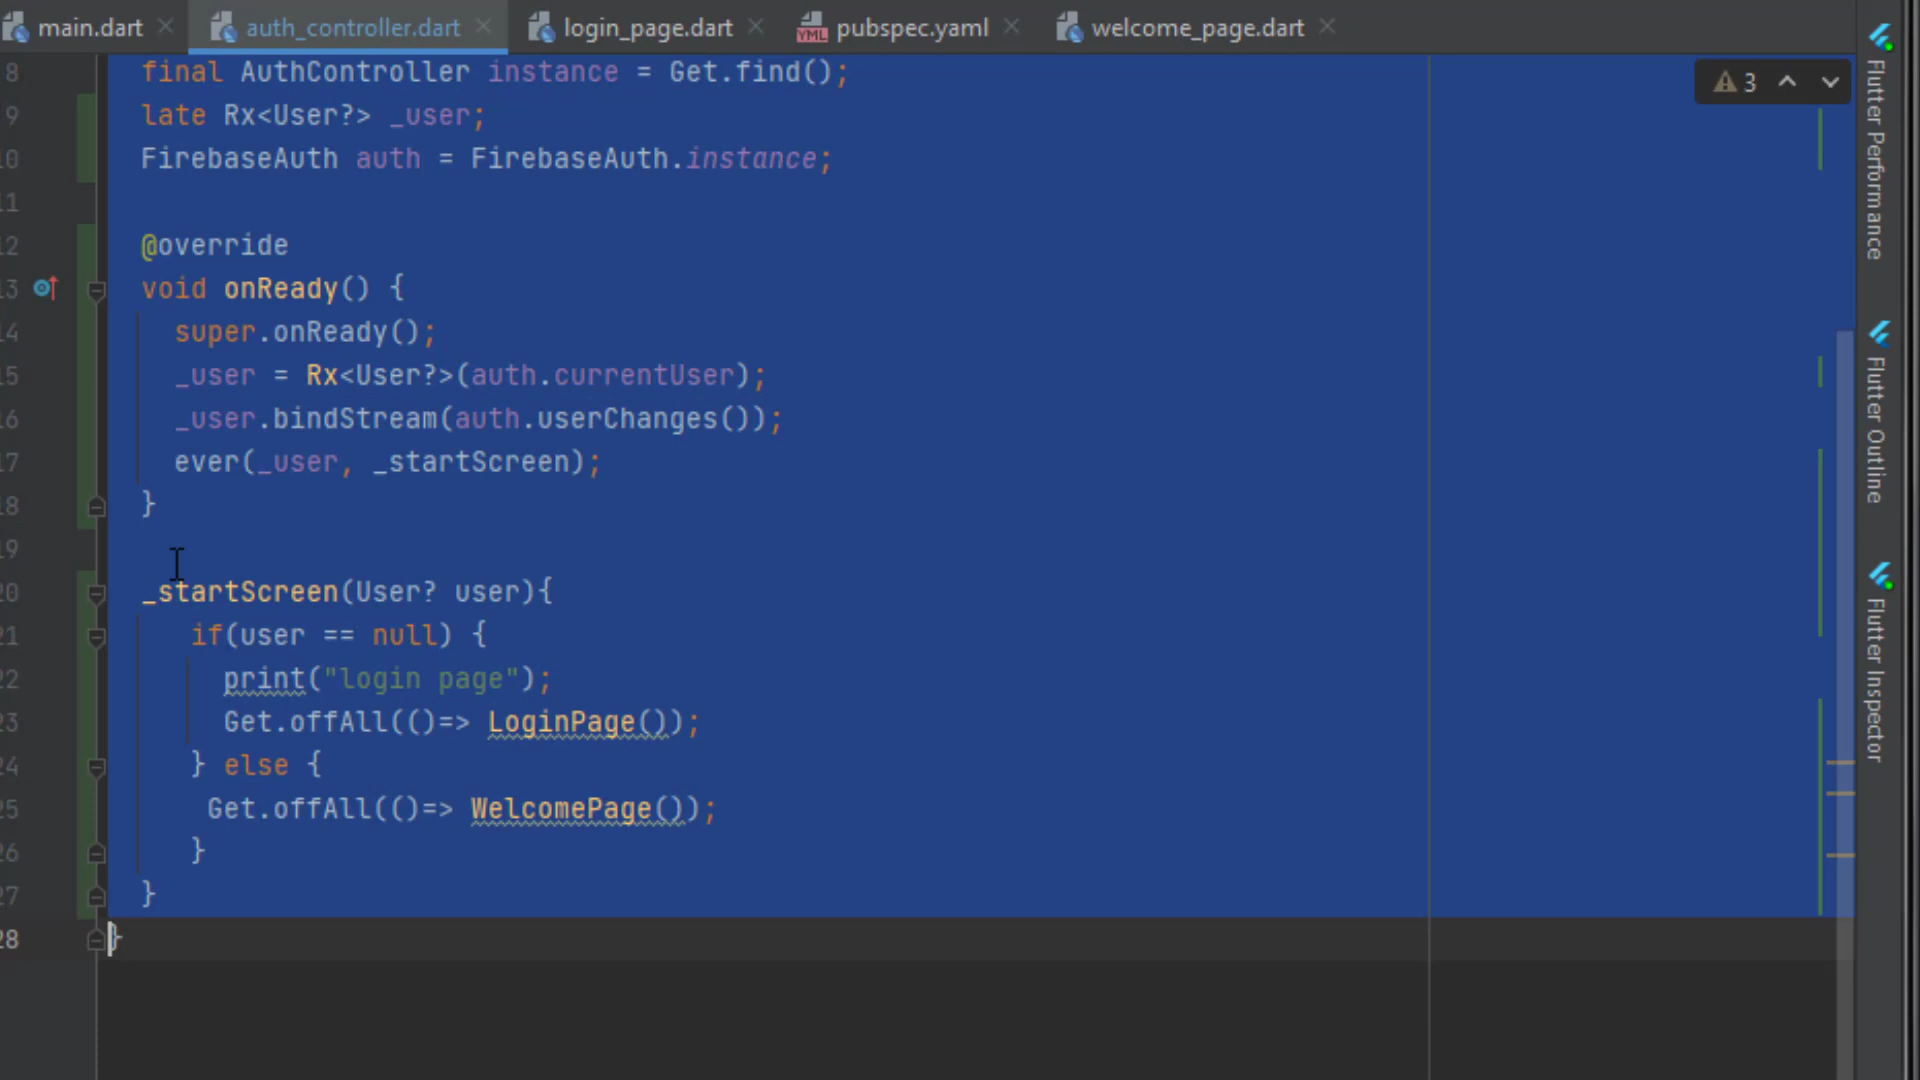 main.dart auth_controller.dart login_page.dart YML pubspec.yaml welcome_page.dart
8 final AuthController instance = Get.find();
3
9 late Rx<User?> _user;
10 FirebaseAuth auth = FirebaseAuth.instance;
11
12 @override
13 void onReady() {
14 super.onReady();
15 _user = Rx<User?>(auth.currentUser);
16 _user.bindStream(auth.userChanges());
17 ever(_user, _startScreen);
18 }
19
20 _startScreen(User? user){
21 if(user == null) {
22 print("login page");
23 Get.offAll(()=> LoginPage());
24 } else {
25 Get.offAll(()=> WelcomePage());
26 }
27 }
28 }
Flutter Performance
Flutter Outline
Flutter Inspector